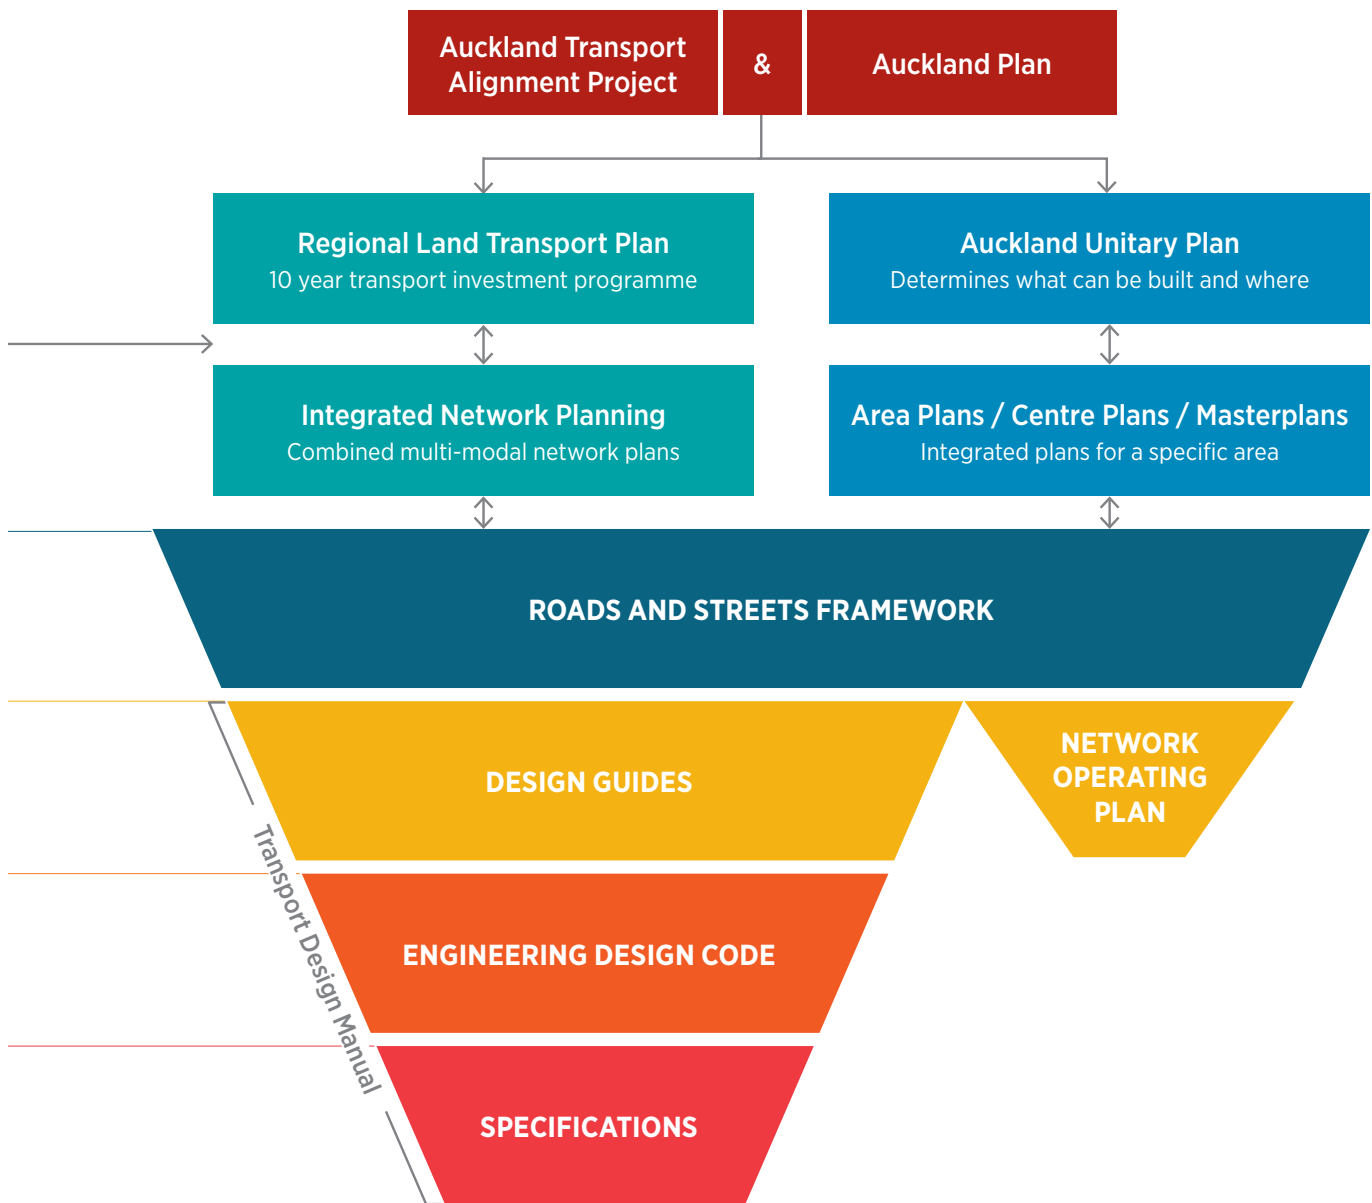 Auckland Transport
Alignment Project
&
Auckland Plan
Regional Land Transport Plan
10 year transport investment programme
Auckland Unitary Plan
Determines what can be built and where
Integrated Network Planning
Combined multi-modal network plans
Area Plans / Centre Plans / Masterplans
Integrated plans for a specific area
ROADS AND STREETS FRAMEWORK
DESIGN GUIDES
NETWORK
OPERATING
PLAN
Transport Design Manual
ENGINEERING DESIGN CODE
SPECIFICATIONS